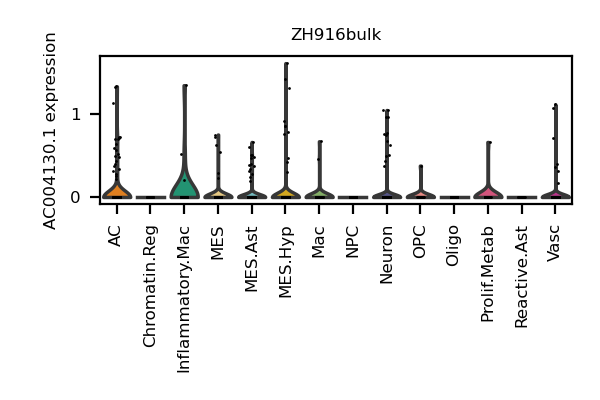 ZH916bulk
AC004130.1 expression
1
0
AC
Chromatin.Reg
Inflammatory.Mac
MES
MES.Ast
MES.Hyp
Mac
NPC
Neuron
OPC
Oligo
Prolif.Metab
Reactive.Ast
Vasc